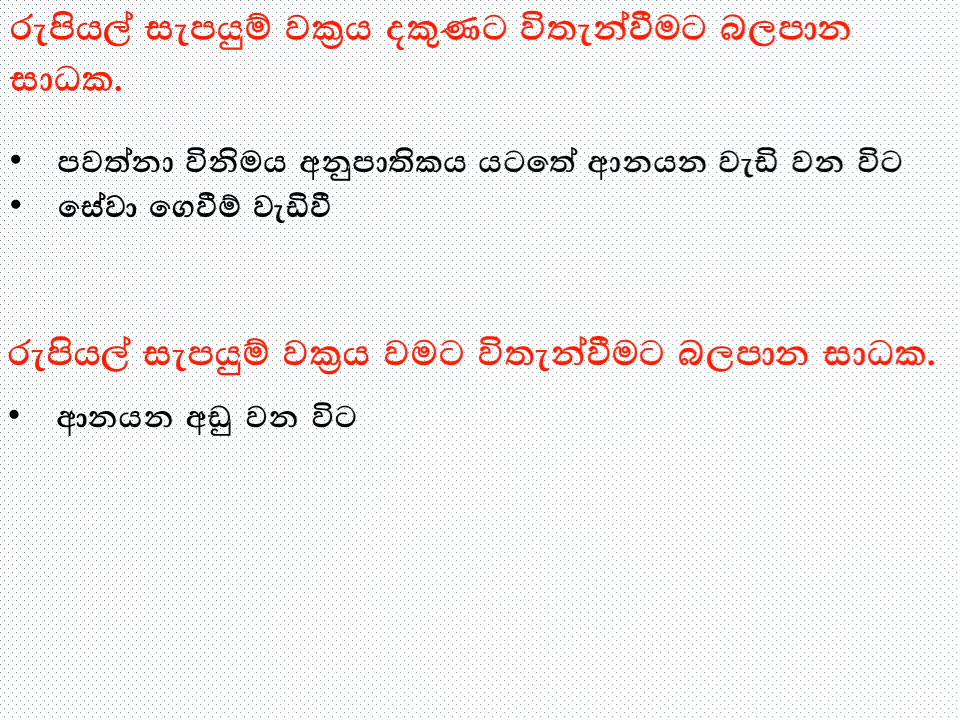 රුපියල් සැපයුම් වක්‍රය දකුණට විතැන්වීමට බලපාන
සාධක.
• පවත්නා විනිමය අනුපාතිකය යටතේ ආනයන වැඩි වන විට
• සේවා ගෙවීම් වැඩිවී
රුපියල් සැපයුම් වක්‍රය වමට විතැන්වීමට බලපාන සාධක.
• ආනයන අඩු වන විට